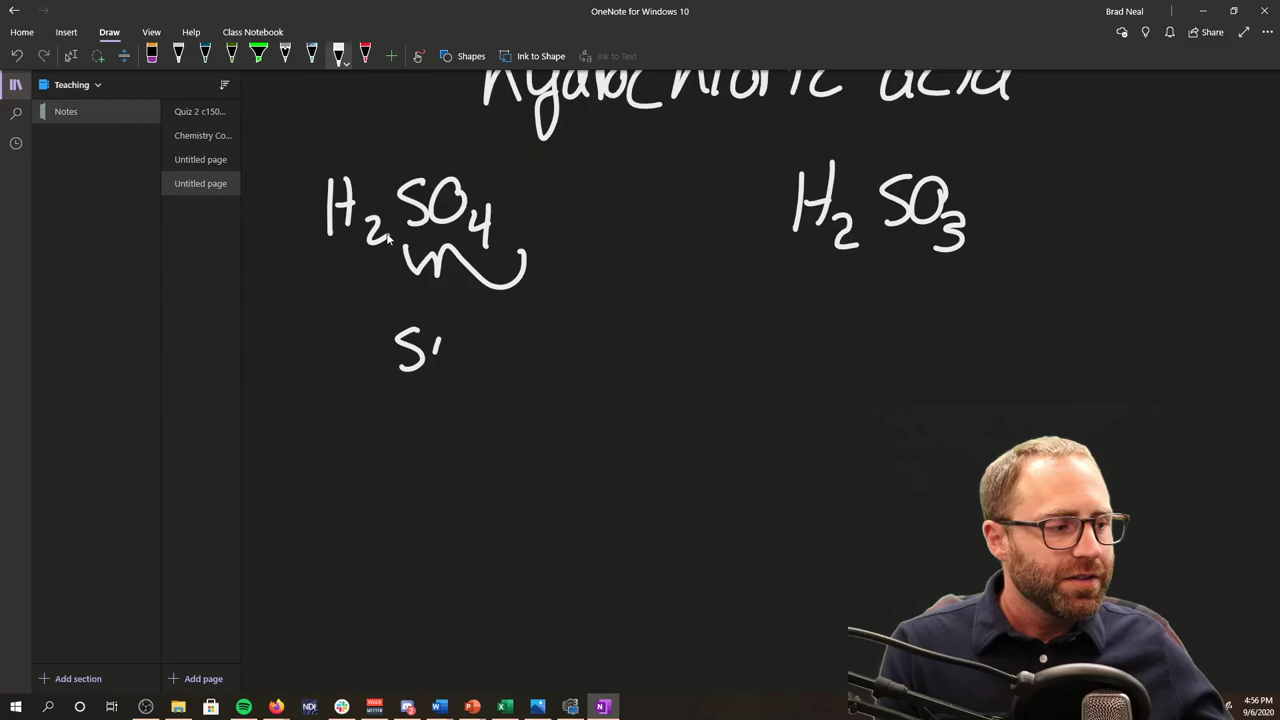 OneNote for Windows 10
Brad Neal
Home Insert Draw View Help Class Notebook
Share
Shapes Ink to Shape Ink to Text
Teaching
Notes
Quiz 2 c150...
Chemistry Co...
Untitled page
Untitled page
hydrochloric acid
H₂SO₄ H₂SO₃
S
+ Add section + Add page
4:56 PM
9/6/2020